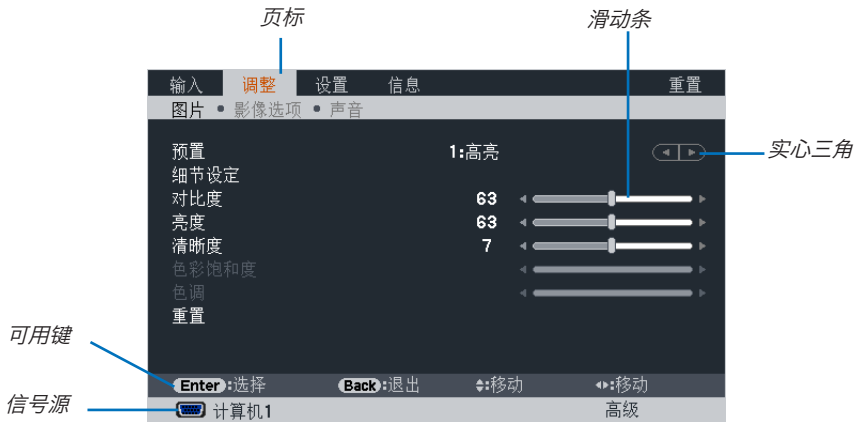 页标 滑动条
输入 调整 设置 信息 重置
图片 • 影像选项 • 声音
预置 1:高亮 实心三角
细节设定
对比度 63
亮度 63
清晰度 7
色彩饱和度
色调
重置
可用键
Enter:选择 Back:退出 :移动 :移动
信号源 计算机1 高级